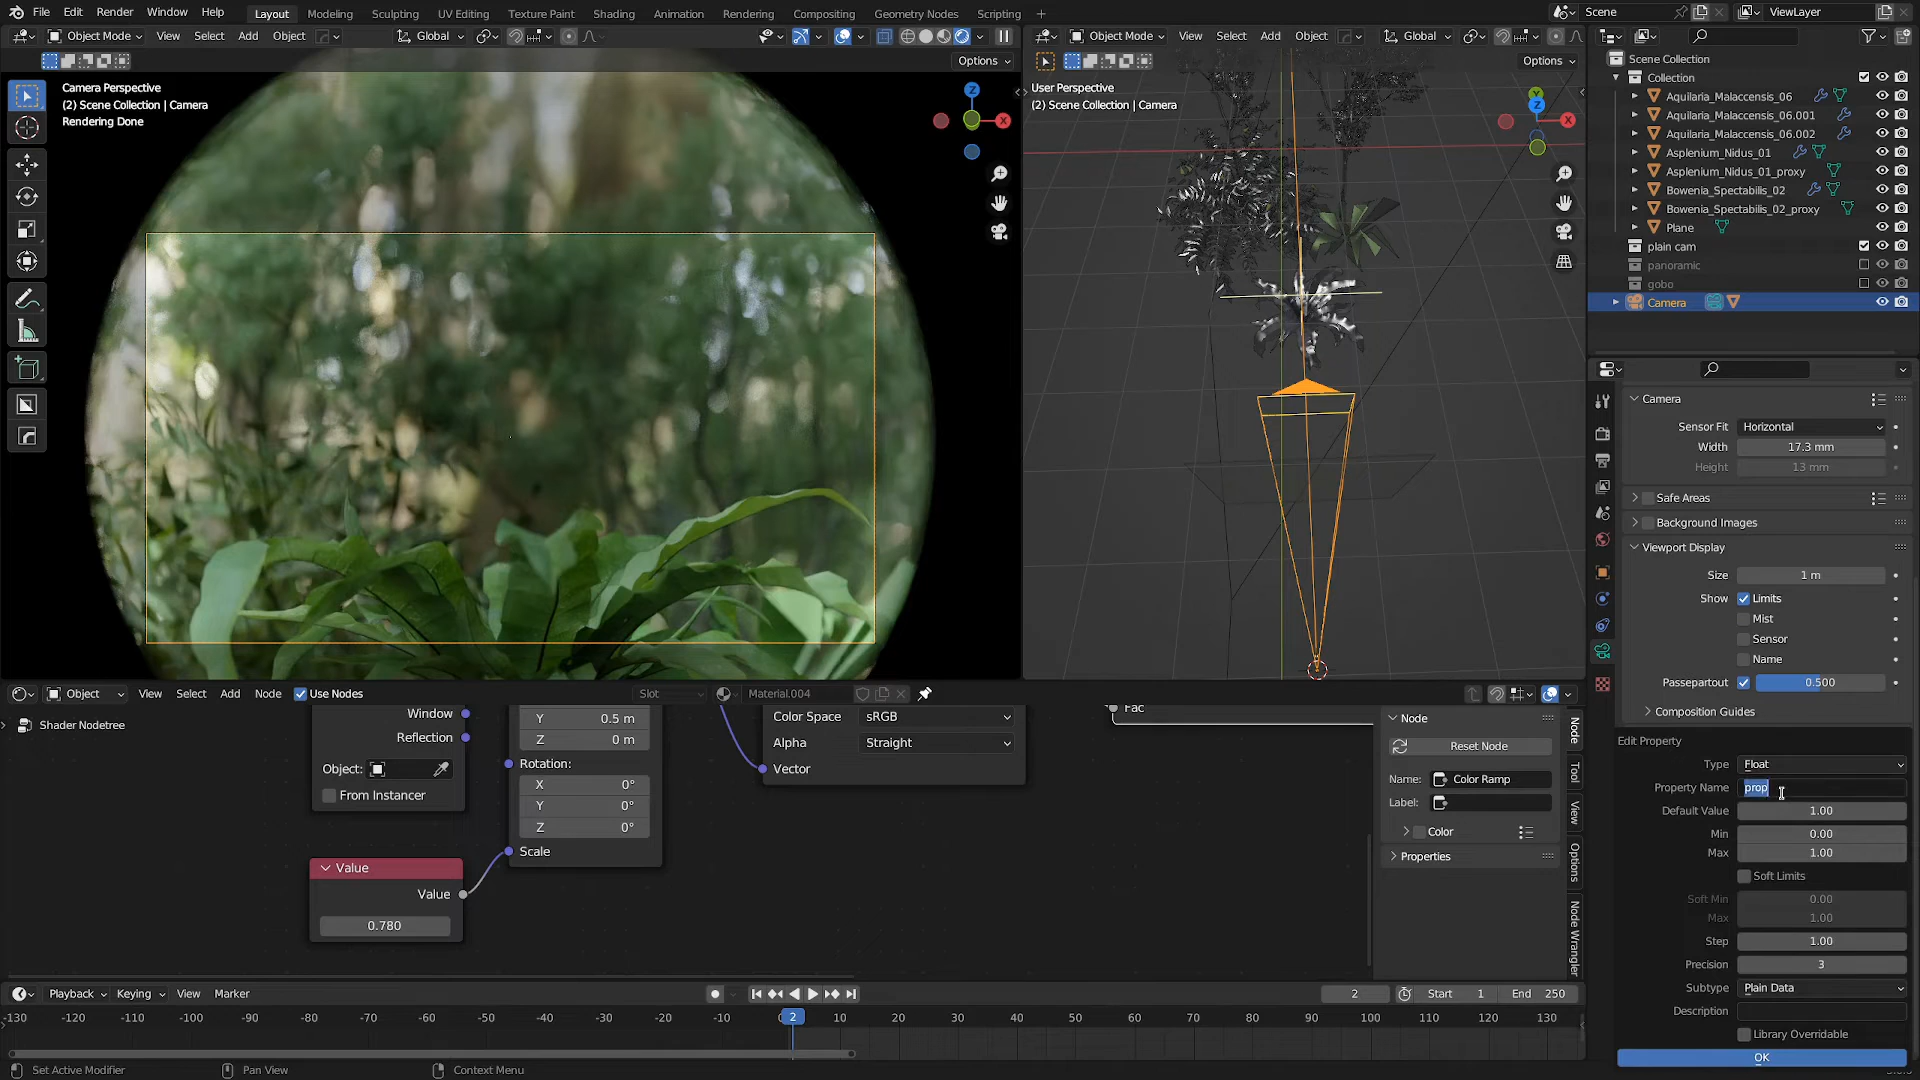 File Edit Render Window Help Layout Modeling Sculpting UV Editing Texture Paint Shading Animation Rendering Compositing Geometry Nodes Scripting + Scene ViewLayer
Object Mode View Select Add Object Global
Options
Camera Perspective
(2) Scene Collection | Camera
Rendering Done
Z
X
Object Mode View Select Add Object Global
Options
User Perspective
(2) Scene Collection | Camera
Y
Z
X
Scene Collection
Collection
Aquilaria_Malaccensis_06
Aquilaria_Malaccensis_06.001
Aquilaria_Malaccensis_06.002
Asplenium_Nidus_01
Asplenium_Nidus_01_proxy
Bowenia_Spectabilis_02
Bowenia_Spectabilis_02_proxy
Plane
plain cam
panoramic
gobo
Camera
Camera
Sensor Fit Horizontal
Width 17.3 mm
Height 13 mm
Safe Areas
Background Images
Viewport Display
Size 1 m
Show Limits
Mist
Sensor
Name
Passepartout 0.500
Composition Guides
Edit Property
Type Float
Property Name prop
Default Value 1.00
Min 0.00
Max 1.00
Soft Limits
Soft Min 0.00
Max 1.00
Step 1.00
Precision 3
Subtype Plain Data
Description
Library Overridable
OK
Object View Select Add Node Use Nodes Slot Material.004
Shader Nodetree
Window
Reflection
Object:
From Instancer
Y 0.5 m
Z 0 m
Rotation:
X 0°
Y 0°
Z 0°
Scale
Value
Value
0.780
Color Space sRGB
Alpha Straight
Vector
Fac
Node
Reset Node
Name: Color Ramp
Label:
Color
Properties
Node
Tool
View
Options
Node Wrangler
Playback Keying View Marker 2 Start 1 End 250
-130 -120 -110 -100 -90 -80 -70 -60 -50 -40 -30 -20 -10 2 10 20 30 40 50 60 70 80 90 100 110 120 130
Set Active Modifier Pan View Context Menu